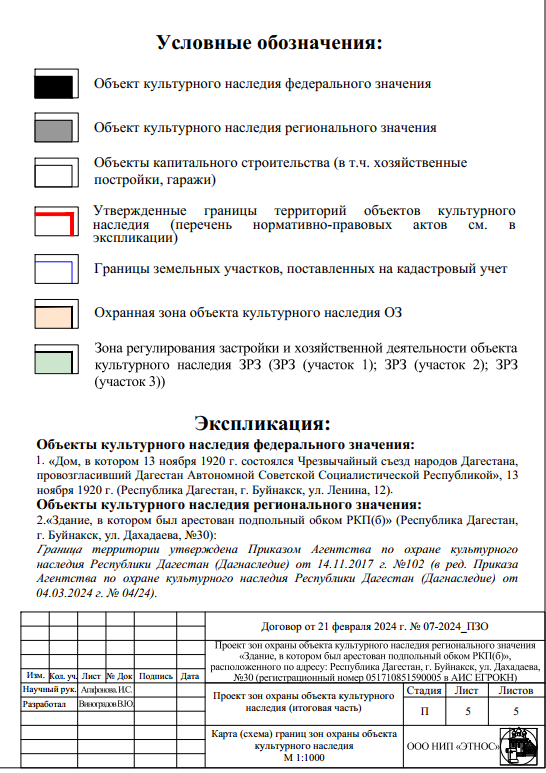 Условные обозначения:
Объект культурного наследия федерального значения
Объект культурного наследия регионального значения
Объекты капитального строительства (в т.ч. хозяйственные
постройки, гаражи)
Утвержденные границы территорий объектов культурного
наследия (перечень нормативно-правовых актов см. в
экспликации)
Границы земельных участков, поставленных на кадастровый учет
Охранная зона объекта культурного наследия ОЗ
Зона регулирования застройки и хозяйственной деятельности объекта
культурного наследия ЗРЗ (ЗРЗ (участок 1); ЗРЗ (участок 2); ЗРЗ
(участок 3))
Экспликация:
Объекты культурного наследия федерального значения:
1. «Дом, в котором 13 ноября 1920 г. состоялся Чрезвычайный съезд народов Дагестана,
провозгласивший Дагестан Автономной Советской Социалистической Республикой», 13
ноября 1920 г. (Республика Дагестан, г. Буйнакск, ул. Ленина, 12).
Объекты культурного наследия регионального значения:
2.«Здание, в котором был арестован подпольный обком РКП(б)» (Республика Дагестан,
г. Буйнакск, ул. Дахадаева, №30):
Граница территории утверждена Приказом Агентства по охране культурного
наследия Республики Дагестан (Дагнаследие) от 14.11.2017 г. №102 (в ред. Приказа
Агентства по охране культурного наследия Республики Дагестан (Дагнаследие) от
04.03.2024 г. № 04/24).
Договор от 21 февраля 2024 г. № 07-2024_ПЗО
Проект зон охраны объекта культурного наследия регионального значения
«Здание, в котором был арестован подпольный обком РКП(б)»,
расположенного по адресу: Республика Дагестан, г. Буйнакск, ул. Дахадаева,
№30 (регистрационный номер 051710851590005 в АИС ЕГРОКН)
Изм. Кол. уч. Лист № Док Подпись Дата
Научный рук. Агафонова.И.С.
Разработал Виноградов В.Ю.
Проект зон охраны объекта культурного
наследия (итоговая часть)
Стадия Лист Листов
П 5 5
Карта (схема) границ зон охраны объекта
культурного наследия
М 1:1000
ООО НИП «ЭТНОС»